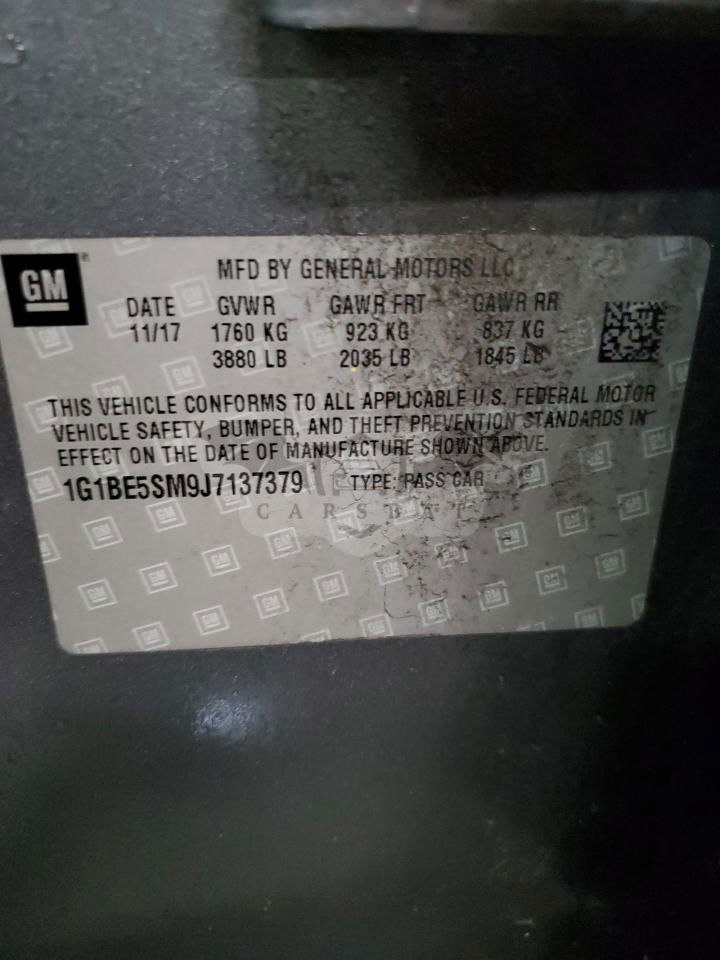 GM
MFD BY GENERAL MOTORS LLC
DATE GVWR GAWR FRT GAWR RR
11/17 1760 KG 923 KG 837 KG
3880 LB 2035 LB 1845 LB
THIS VEHICLE CONFORMS TO ALL APPLICABLE U.S. FEDERAL MOTOR
VEHICLE SAFETY, BUMPER, AND THEFT PREVENTION STANDARDS IN
EFFECT ON THE DATE OF MANUFACTURE SHOWN ABOVE.
1G1BE5SM9J7137379 TYPE: PASS CAR
CARSBAT